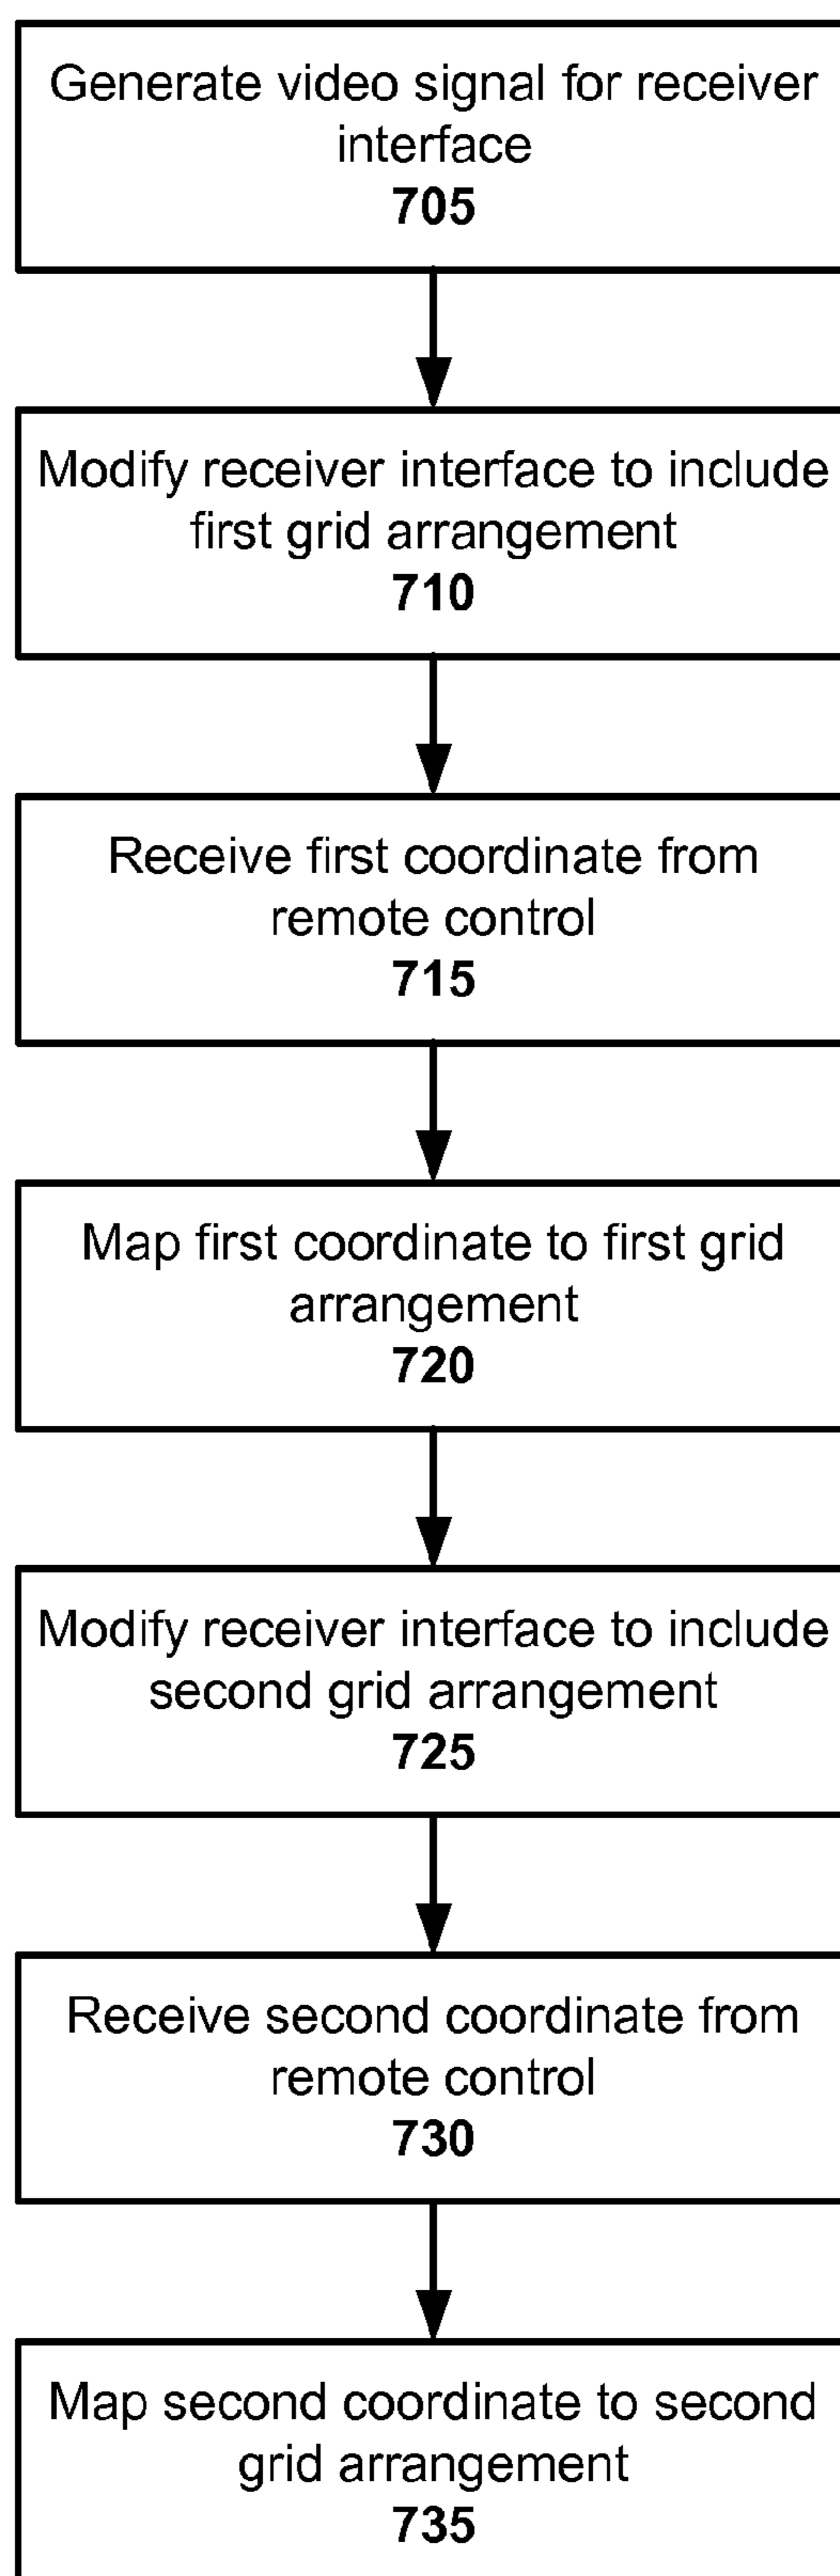 Generate video signal for receiver
interface
705
Modify receiver interface to include
first grid arrangement
710
Receive first coordinate from
remote control
715
Map first coordinate to first grid
arrangement
720
Modify receiver interface to include
second grid arrangement
725
Receive second coordinate from
remote control
730
Map second coordinate to second
grid arrangement
735